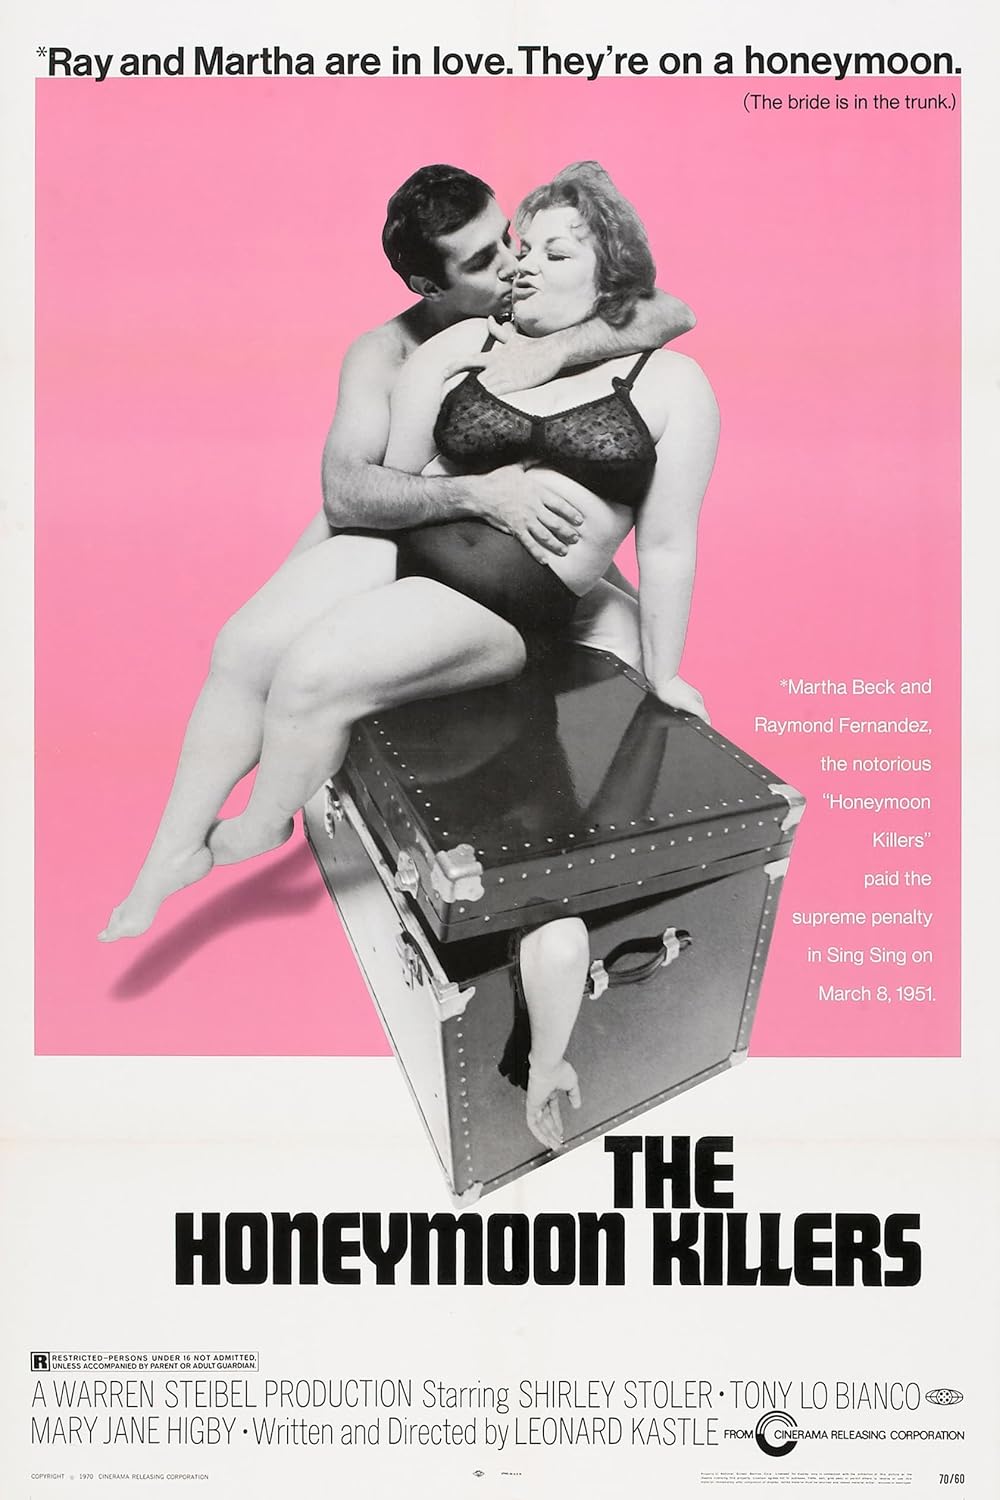 *Ray and Martha are in love. They're on a honeymoon.
(The bride is in the trunk.)
*Martha Beck and
Raymond Fernandez,
the notorious
"Honeymoon
Killers"
paid the
supreme penalty
in Sing Sing on
March 8, 1951.
THE
HONEYMOON KILLERS
R RESTRICTED-PERSONS UNDER 16 NOT ADMITTED,
UNLESS ACCOMPANIED BY PARENT OR ADULT GUARDIAN.
A WARREN STEIBEL PRODUCTION Starring SHIRLEY STOLER • TONY LO BIANCO
MARY JANE HIGBY • Written and Directed by LEONARD KASTLE FROM CINERAMA RELEASING CORPORATION
COPYRIGHT © 1970 CINERAMA RELEASING CORPORATION
70/60